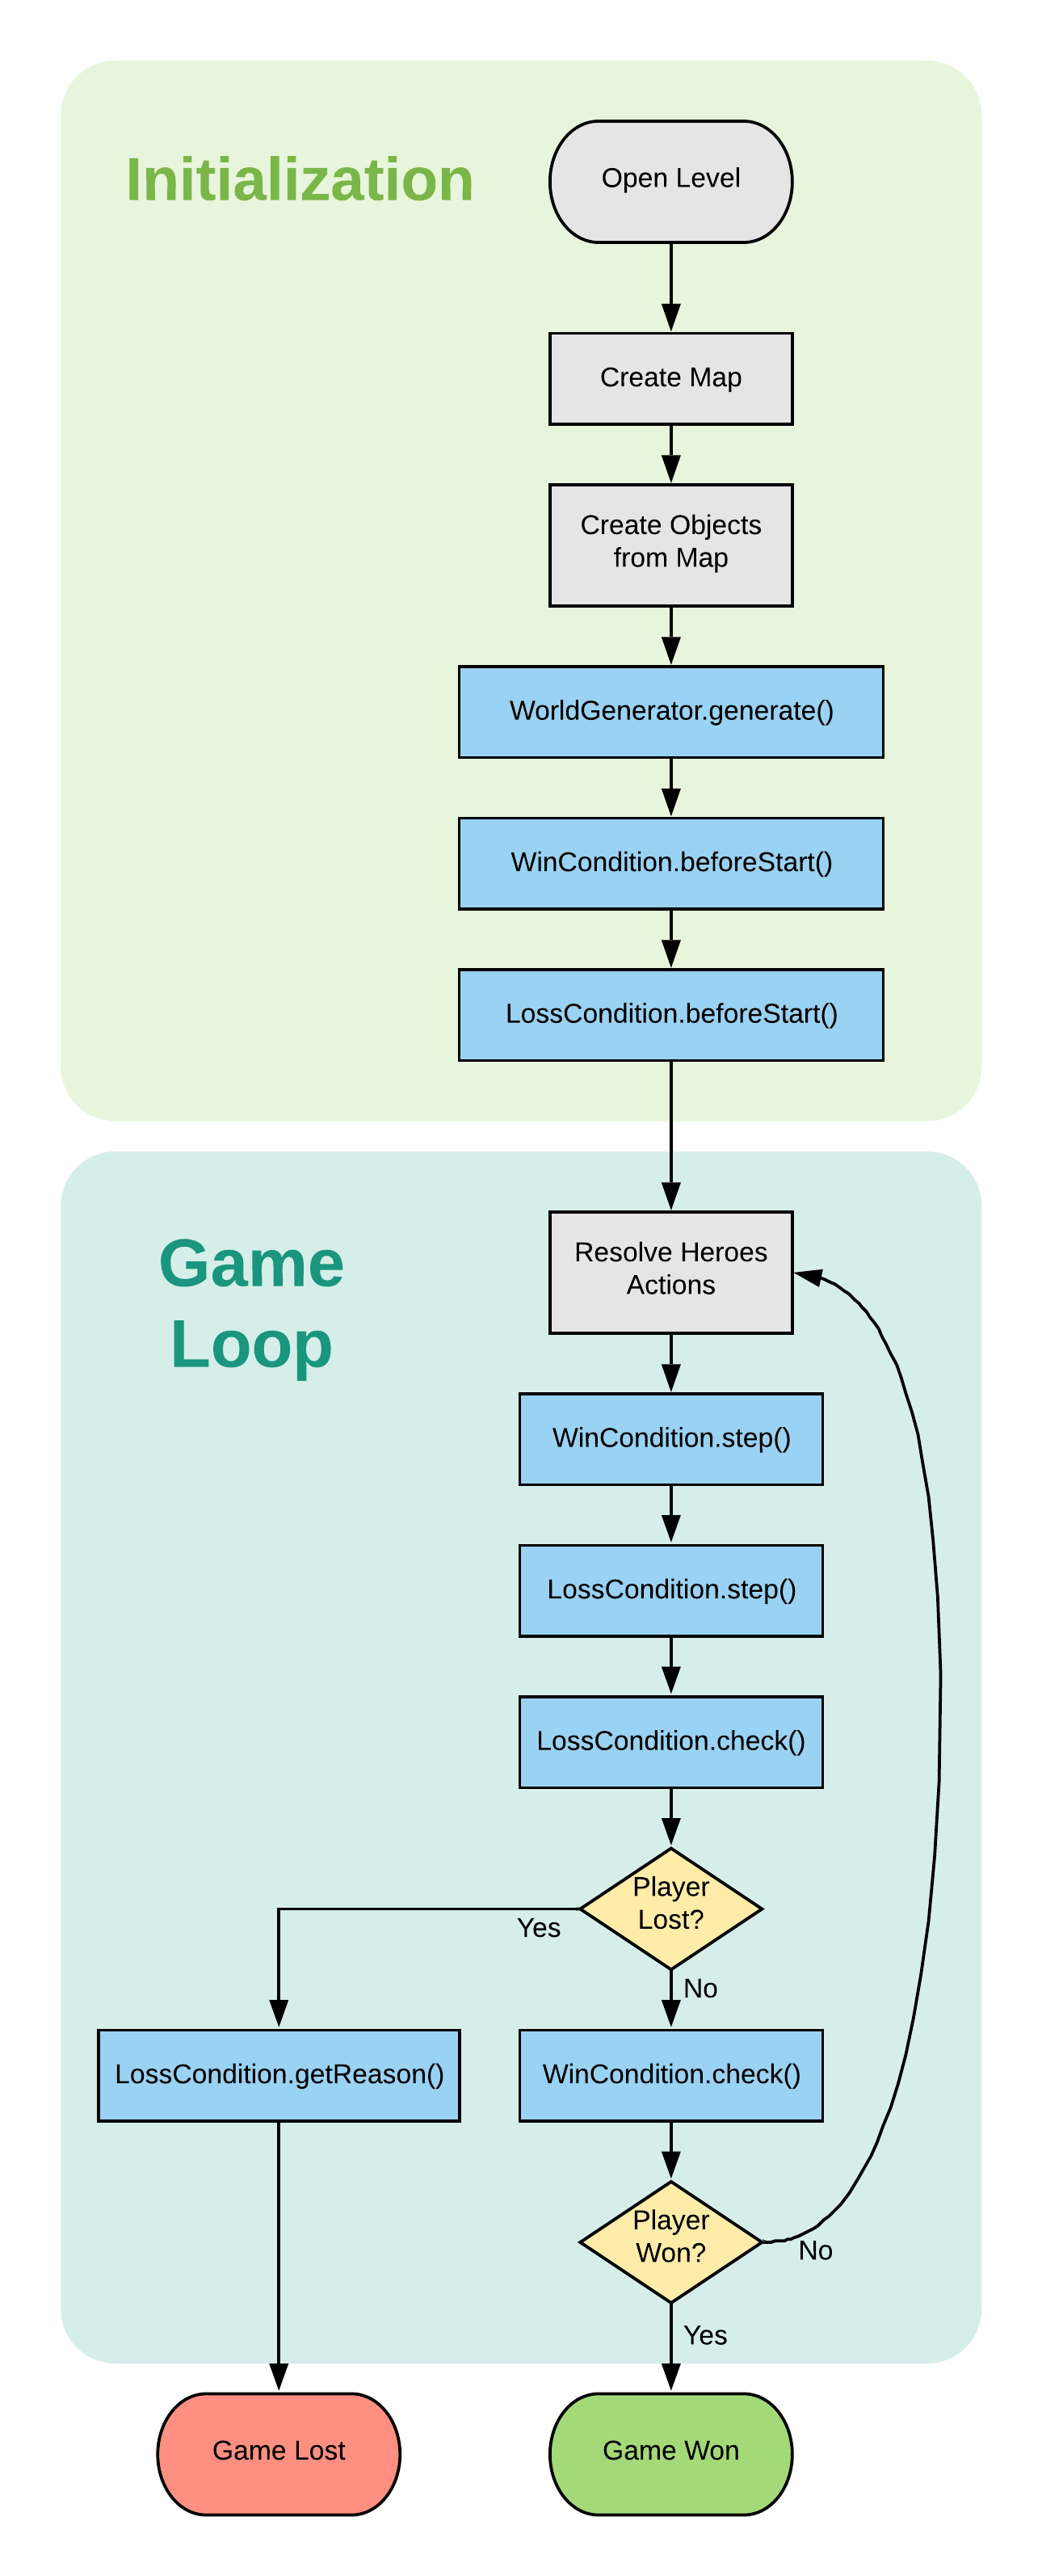 Initialization
Open Level
Create Map
Create Objects
from Map
WorldGenerator.generate()
WinCondition.beforeStart()
LossCondition.beforeStart()
Game
Loop
Resolve Heroes
Actions
WinCondition.step()
LossCondition.step()
LossCondition.check()
Player
Lost?
Yes
No
LossCondition.getReason()
WinCondition.check()
Player
Won?
No
Yes
Game Lost
Game Won